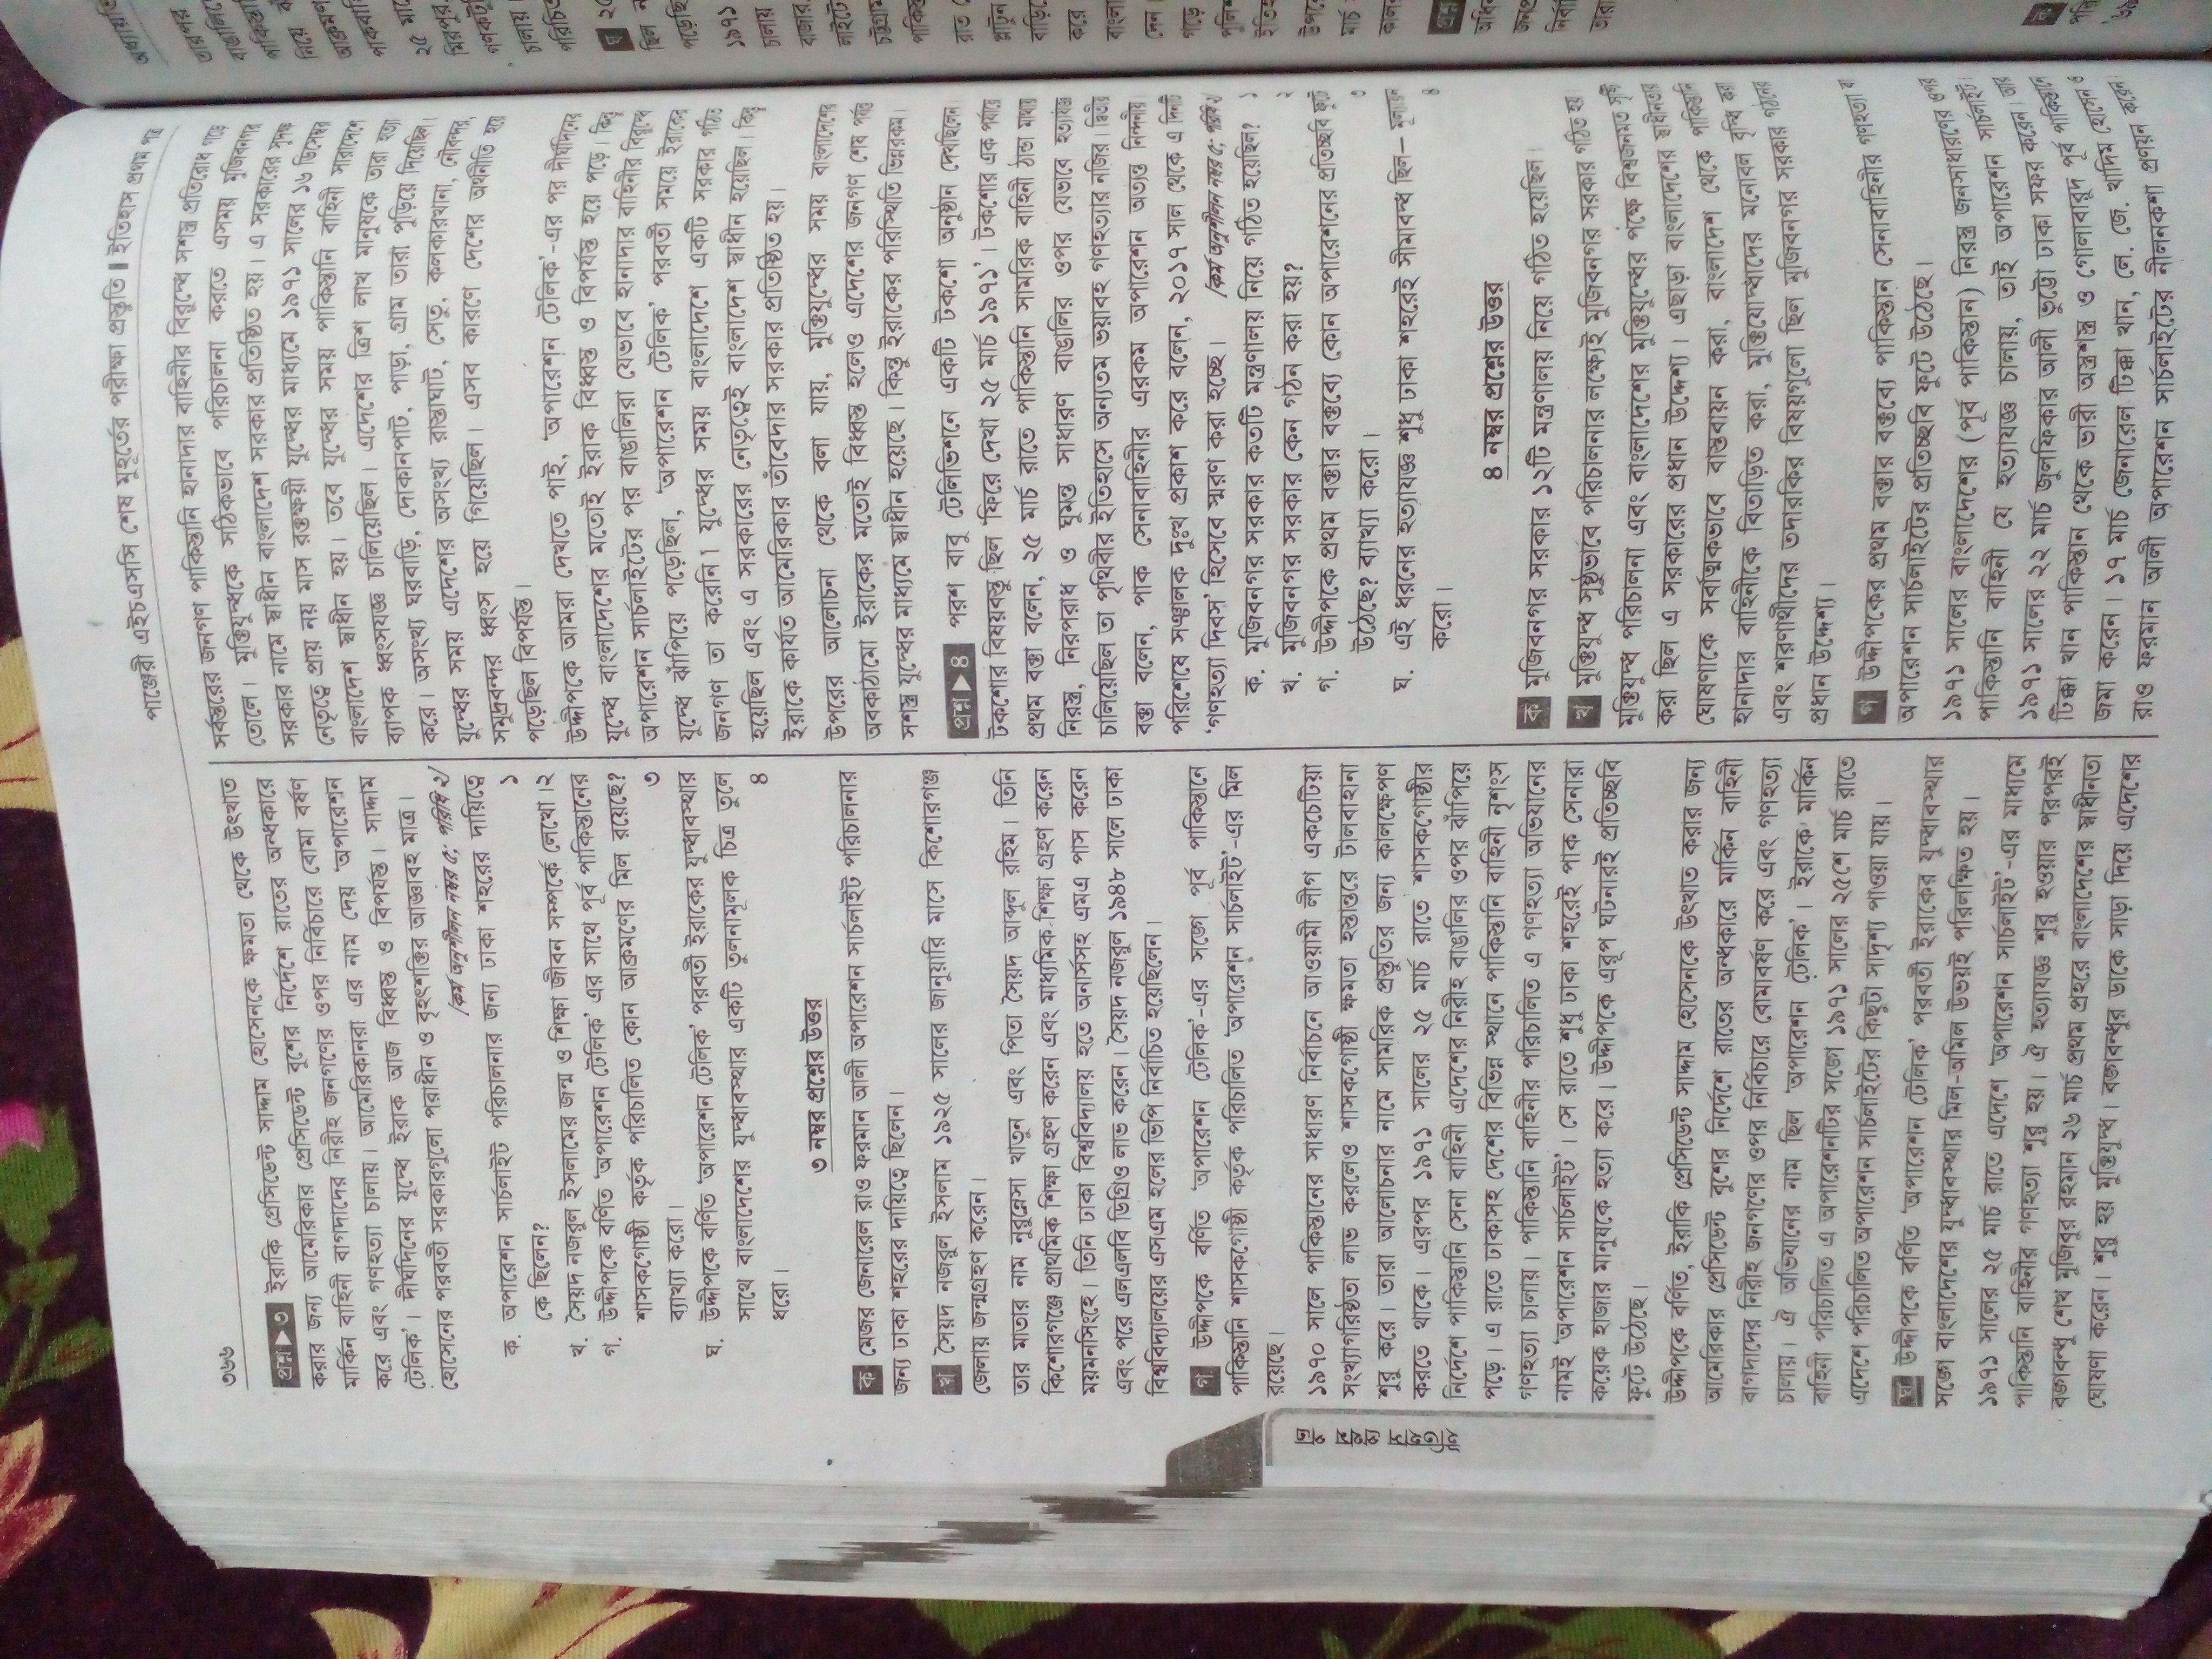 পাঞ্জেরী এইচএসসি শেষ মুহূর্তের পরীক্ষা প্রস্তুতি ॥ ইতিহাস প্রথম পত্র
৩৬৬
প্রশ্ন ▶ ৩ ইরাকি প্রেসিডেন্ট সাদ্দাম হোসেনকে ক্ষমতা থেকে উৎখাত
করার জন্য আমেরিকার প্রেসিডেন্ট বুশের নির্দেশে রাতের অন্ধকারে
মার্কিন বাহিনী বাগদাদের নিরীহ জনগণের ওপর নির্বিচারে বোমা বর্ষণ
করে এবং গণহত্যা চালায়। আমেরিকানরা এর নাম দেয় ‘অপারেশন
টেলিক’। দীর্ঘদিনের যুদ্ধে ইরাক আজ বিধ্বস্ত ও বিপর্যস্ত। সাদ্দাম
হোসেনের পরবর্তী সরকারগুলো পরাধীন ও বৃহৎশক্তির আজ্ঞাবহ মাত্র।
[কর্ম অনুশীলন নম্বর ৫; পরিধি ২]
ক. অপারেশন সার্চলাইট পরিচালনার জন্য ঢাকা শহরের দায়িত্বে
কে ছিলেন? ১
খ. সৈয়দ নজরুল ইসলামের জন্ম ও শিক্ষা জীবন সম্পর্কে লেখো। ২
গ. উদ্দীপকে বর্ণিত ‘অপারেশন টেলিক’ এর সাথে পূর্ব পাকিস্তানের
শাসকগোষ্ঠী কর্তৃক পরিচালিত কোন আক্রমণের মিল রয়েছে?
ব্যাখ্যা করো। ৩
ঘ. উদ্দীপকে বর্ণিত ‘অপারেশন টেলিক’ পরবর্তী ইরাকের যুদ্ধাবস্থার
সাথে বাংলাদেশের যুদ্ধাবস্থার একটি তুলনামূলক চিত্র তুলে
ধরো। ৪
৩ নম্বর প্রশ্নের উত্তর
ক মেজর জেনারেল রাও ফরমান আলী অপারেশন সার্চলাইট পরিচালনার
জন্য ঢাকা শহরের দায়িত্বে ছিলেন।
খ সৈয়দ নজরুল ইসলাম ১৯২৫ সালের জানুয়ারি মাসে কিশোরগঞ্জ
জেলায় জন্মগ্রহণ করেন।
তার মাতার নাম নুরুন্নেসা খাতুন এবং পিতা সৈয়দ আব্দুল রহিম। তিনি
কিশোরগঞ্জে প্রাথমিক শিক্ষা গ্রহণ করেন এবং মাধ্যমিক শিক্ষা গ্রহণ করেন
ময়মনসিংহে। তিনি ঢাকা বিশ্ববিদ্যালয় হতে অনার্সসহ এমএ পাস করেন
এবং পরে এলএলবি ডিগ্রিও লাভ করেন। সৈয়দ নজরুল ১৯৪৮ সালে ঢাকা
বিশ্ববিদ্যালয়ের এসএম হলের ভিপি নির্বাচিত হয়েছিলেন।
গ উদ্দীপকে বর্ণিত ‘অপারেশন টেলিক’-এর সঙ্গে পূর্ব পাকিস্তানে
পাকিস্তানি শাসকগোষ্ঠী কর্তৃক পরিচালিত ‘অপারেশন সার্চলাইট’-এর মিল
রয়েছে।
১৯৭০ সালে পাকিস্তানের সাধারণ নির্বাচনে আওয়ামী লীগ একচেটিয়া
সংখ্যাগরিষ্ঠতা লাভ করলেও শাসকগোষ্ঠী ক্ষমতা হস্তান্তরে টালবাহানা
শুরু করে। তারা আলোচনার নামে সামরিক প্রস্তুতির জন্য কালক্ষেপণ
করতে থাকে। এরপর ১৯৭১ সালের ২৫ মার্চ রাতে শাসকগোষ্ঠীর
নির্দেশে পাকিস্তানি সেনা বাহিনী এদেশের নিরীহ বাঙালির ওপর ঝাঁপিয়ে
পড়ে। এ রাতে ঢাকাসহ দেশের বিভিন্ন স্থানে পাকিস্তানি বাহিনী নৃশংস
গণহত্যা চালায়। পাকিস্তানি বাহিনীর পরিচালিত এ গণহত্যা অভিযানের
নামই ‘অপারেশন সার্চলাইট’। সে রাতে শুধু ঢাকা শহরেই পাক সেনারা
কয়েক হাজার মানুষকে হত্যা করে। উদ্দীপকে এরূপ ঘটনারই প্রতিচ্ছবি
ফুটে উঠেছে।
উদ্দীপকে বর্ণিত, ইরাকি প্রেসিডেন্ট সাদ্দাম হোসেনকে উৎখাত করার জন্য
আমেরিকার প্রেসিডেন্ট বুশের নির্দেশে রাতের অন্ধকারে মার্কিন বাহিনী
বাগদাদের নিরীহ জনগণের ওপর নির্বিচারে বোমাবর্ষণ করে এবং গণহত্যা
চালায়। ঐ অভিযানের নাম ছিল ‘অপারেশন টেলিক’। ইরাকে মার্কিন
বাহিনী পরিচালিত এ অপারেশনটির সঙ্গে ১৯৭১ সালের ২৫শে মার্চ রাতে
এদেশে পরিচালিত অপারেশন সার্চলাইটের কিছুটা সাদৃশ্য পাওয়া যায়।
ঘ উদ্দীপকে বর্ণিত ‘অপারেশন টেলিক’ পরবর্তী ইরাকের যুদ্ধাবস্থার
সঙ্গে বাংলাদেশের যুদ্ধাবস্থার মিল-অমিল উভয়ই পরিলক্ষিত হয়।
১৯৭১ সালের ২৫ মার্চ রাতে এদেশে ‘অপারেশন সার্চলাইট’-এর মাধ্যমে
পাকিস্তানি বাহিনীর গণহত্যা শুরু হয়। ঐ হত্যাযজ্ঞ শুরু হওয়ার পরপরই
বঙ্গবন্ধু শেখ মুজিবুর রহমান ২৬ মার্চ প্রথম প্রহরে বাংলাদেশের স্বাধীনতা
ঘোষণা করেন। শুরু হয় মুক্তিযুদ্ধ। বঙ্গবন্ধুর ডাকে সাড়া দিয়ে এদেশের
ইতিহাস প্রথম পত্র
সর্বস্তরের জনগণ পাকিস্তানি হানাদার বাহিনীর বিরুদ্ধে সশস্ত্র প্রতিরোধ গড়ে
তোলে। মুক্তিযুদ্ধকে সঠিকভাবে পরিচালনা করতে এসময় মুজিবনগর
সরকার নামে স্বাধীন বাংলাদেশ সরকার প্রতিষ্ঠিত হয়। এ সরকারের সুদক্ষ
নেতৃত্বে প্রায় নয় মাস রক্তক্ষয়ী যুদ্ধের মাধ্যমে ১৯৭১ সালের ১৬ ডিসেম্বর
বাংলাদেশ স্বাধীন হয়। তবে যুদ্ধের সময় পাকিস্তানি বাহিনী সারাদেশে
ব্যাপক ধ্বংসযজ্ঞ চালিয়েছিল। এদেশের ত্রিশ লাখ মানুষকে তারা হত্যা
করে। অসংখ্য ঘরবাড়ি, দোকানপাট, পাড়া, গ্রাম তারা পুড়িয়ে দিয়েছিল।
যুদ্ধের সময় এদেশের অসংখ্য রাস্তাঘাট, সেতু, কলকারখানা, নৌবন্দর,
সমুদ্রবন্দর ধ্বংস হয়ে গিয়েছিল। এসব কারণে দেশের অর্থনীতি হয়ে
পড়েছিল বিপর্যস্ত।
উদ্দীপকে আমরা দেখতে পাই, ‘অপারেশন টেলিক’-এর পর দীর্ঘদিনের
যুদ্ধে বাংলাদেশের মতোই ইরাক বিধ্বস্ত ও বিপর্যস্ত হয়ে পড়ে। কিন্তু
অপারেশন সার্চলাইটের পর বাঙালিরা যেভাবে হানাদার বাহিনীর বিরুদ্ধে
যুদ্ধে ঝাঁপিয়ে পড়েছিল, ‘অপারেশন টেলিক’ পরবর্তী সময়ে ইরাকের
জনগণ তা করেনি। যুদ্ধের সময় বাংলাদেশে একটি সরকার গঠিত
হয়েছিল এবং এ সরকারের নেতৃত্বেই বাংলাদেশ স্বাধীন হয়েছিল। কিন্তু
ইরাকে কার্যত আমেরিকার তাঁবেদার সরকার প্রতিষ্ঠিত হয়।
উপরের আলোচনা থেকে বলা যায়, মুক্তিযুদ্ধের সময় বাংলাদেশের
অবকাঠামো ইরাকের মতোই বিধ্বস্ত হলেও এদেশের জনগণ শেষ পর্যন্ত
সশস্ত্র যুদ্ধের মাধ্যমে স্বাধীন হয়েছে। কিন্তু ইরাকের পরিস্থিতি ভিন্নরকম।
প্রশ্ন ▶ ৪ পরশ বাবু টেলিভিশনে একটি টকশো অনুষ্ঠান দেখছিলেন।
টকশোর বিষয়বস্তু ছিল ‘ফিরে দেখা ২৫ মার্চ ১৯৭১’। টকশোর এক পর্যায়ে
প্রথম বক্তা বলেন, ২৫ মার্চ রাতে পাকিস্তানি সামরিক বাহিনী ঠান্ডা মাথায়
নিরস্ত্র, নিরপরাধ ও ঘুমন্ত সাধারণ বাঙালির ওপর যেভাবে হত্যাযজ্ঞ
চালিয়েছিল তা পৃথিবীর ইতিহাসে অন্যতম ভয়াবহ গণহত্যার নজির। দ্বিতীয়
বক্তা বলেন, পাক সেনাবাহিনীর এরকম অপারেশন অত্যন্ত নিন্দনীয়
পরিশেষে সঞ্চালক দুঃখ প্রকাশ করে বলেন, ২০১৭ সাল থেকে এ দিনটি
‘গণহত্যা দিবস’ হিসেবে স্মরণ করা হচ্ছে। [কর্ম অনুশীলন নম্বর ৫; পরিধি ২]
ক. মুজিবনগর সরকার কতটি মন্ত্রণালয় নিয়ে গঠিত হয়েছিল? ১
খ. মুজিবনগর সরকার কেন গঠন করা হয়? ২
গ. উদ্দীপকে প্রথম বক্তার বক্তব্যে কোন অপারেশনের প্রতিচ্ছবি ফুটে
উঠেছে? ব্যাখ্যা করো। ৩
ঘ. এই ধরনের হত্যাযজ্ঞ শুধু ঢাকা শহরেই সীমাবদ্ধ ছিল– মূল্যায়ন
করো। ৪
৪ নম্বর প্রশ্নের উত্তর
ক মুজিবনগর সরকার ১২টি মন্ত্রণালয় নিয়ে গঠিত হয়েছিল।
খ মুক্তিযুদ্ধ সুষ্ঠুভাবে পরিচালনার লক্ষ্যেই মুজিবনগর সরকার গঠিত হয়
মুক্তিযুদ্ধ পরিচালনা এবং বাংলাদেশের মুক্তিযুদ্ধের পক্ষে বিশ্বজনমত সৃষ্টি
করা ছিল এ সরকারের প্রধান উদ্দেশ্য। এছাড়া বাংলাদেশের স্বাধীনতার
ঘোষণাকে সর্বাত্মকভাবে বাস্তবায়ন করা, বাংলাদেশ থেকে পাকিস্তানি
হানাদার বাহিনীকে বিতাড়িত করা, মুক্তিযোদ্ধাদের মনোবল বৃদ্ধি করা
এবং শরণার্থীদের তদারকির বিষয়গুলো ছিল মুজিবনগর সরকার গঠনের
প্রধান উদ্দেশ্য।
গ উদ্দীপকের প্রথম বক্তার বক্তব্যে পাকিস্তান সেনাবাহিনীর গণহত্যা বা
অপারেশন সার্চলাইটের প্রতিচ্ছবি ফুটে উঠেছে।
১৯৭১ সালের বাংলাদেশের (পূর্ব পাকিস্তান) নিরস্ত্র জনসাধারণের ওপর
পাকিস্তানি বাহিনী যে হত্যাযজ্ঞ চালায়, তাই অপারেশন সার্চলাইট।
১৯৭১ সালের ২২ মার্চ জুলফিকার আলী ভুট্টো ঢাকা সফর করেন। আর
টিক্কা খান পাকিস্তান থেকে ভারী অস্ত্রশস্ত্র ও গোলাবারুদ পূর্ব পাকিস্তানে
জমা করেন। ১৭ মার্চ জেনারেল টিক্কা খান, লে. জে. খাদিম হোসেন ও
রাও ফরমান আলী অপারেশন সার্চলাইটের নীলনকশা প্রণয়ন করেন।